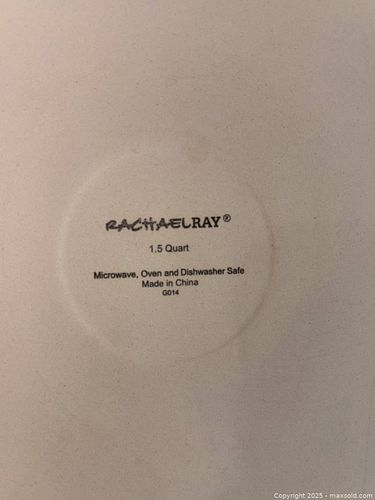 RACHAELRAY®
1.5 Quart
Microwave, Oven and Dishwasher Safe
Made in China
G014
Copyright 2025 - maxsold.com